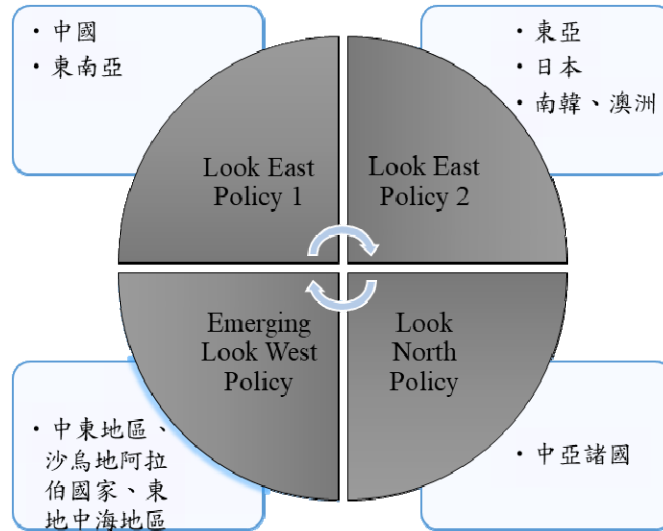 ・中國
・東南亞
・東亞
・日本
・南韓、澳洲
Look East
Policy 1
Look East
Policy 2
Emerging
Look West
Policy
Look
North
Policy
・中東地區、
沙烏地阿拉
伯國家、東
地中海地區
・中亞諸國